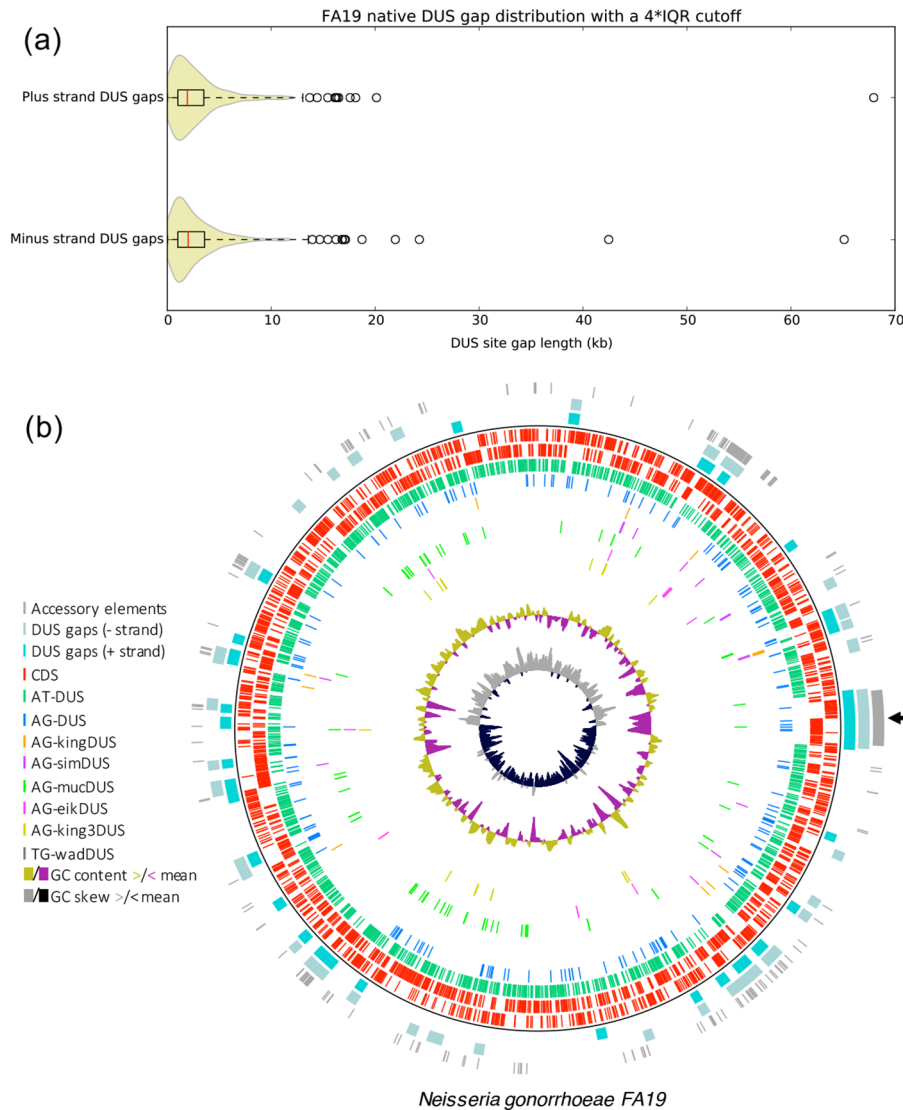 (a)
FA19 native DUS gap distribution with a 4*IQR cutoff
Plus strand DUS gaps
Minus strand DUS gaps
0 10 20 30 40 50 60 70
DUS site gap length (kb)
(b)
Accessory elements
DUS gaps (- strand)
DUS gaps (+ strand)
CDS
AT-DUS
AG-DUS
AG-kingDUS
AG-simDUS
AG-mucDUS
AG-eikDUS
AG-king3DUS
TG-wadDUS
/ GC content >/< mean
/ GC skew >/< mean
Neisseria gonorrhoeae FA19